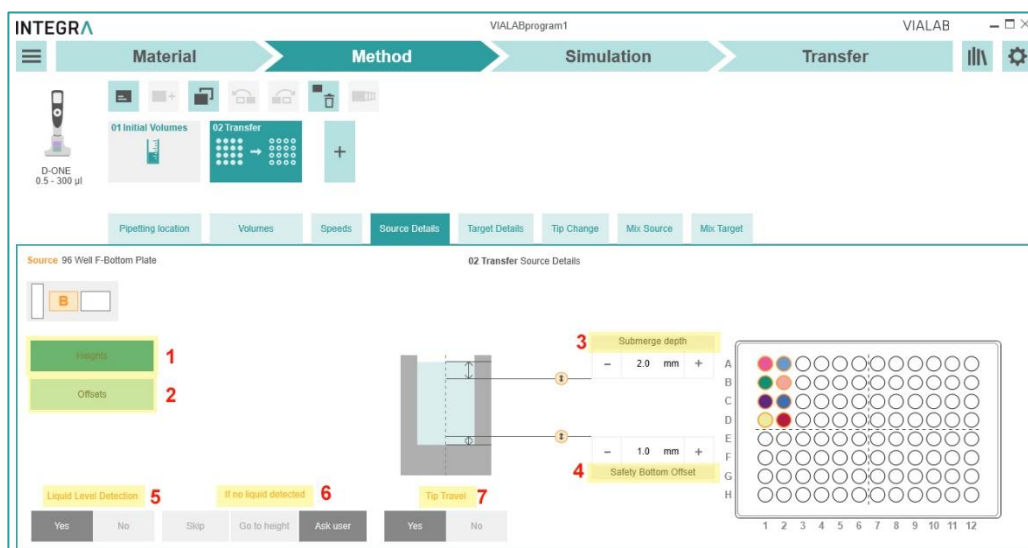 INTEGRA
VIALABprogram1
VIALAB
Material
Method
Simulation
Transfer
01 Initial Volumes
02 Transfer
+
D-ONE
0.5 - 300 µl
Pipetting location
Volumes
Speeds
Source Details
Target Details
Tip Change
Mix Source
Mix Target
Source 96 Well F-Bottom Plate
02 Transfer Source Details
B
Heights
1
Offsets
2
3
Submerge depth
- 2.0 mm +
- 1.0 mm +
4
Safety Bottom Offset
A
B
C
D
E
F
G
H
1 2 3 4 5 6 7 8 9 10 11 12
Liquid Level Detection 5
If no liquid detected 6
Tip Travel 7
Yes No
Skip Go to height Ask user
Yes No